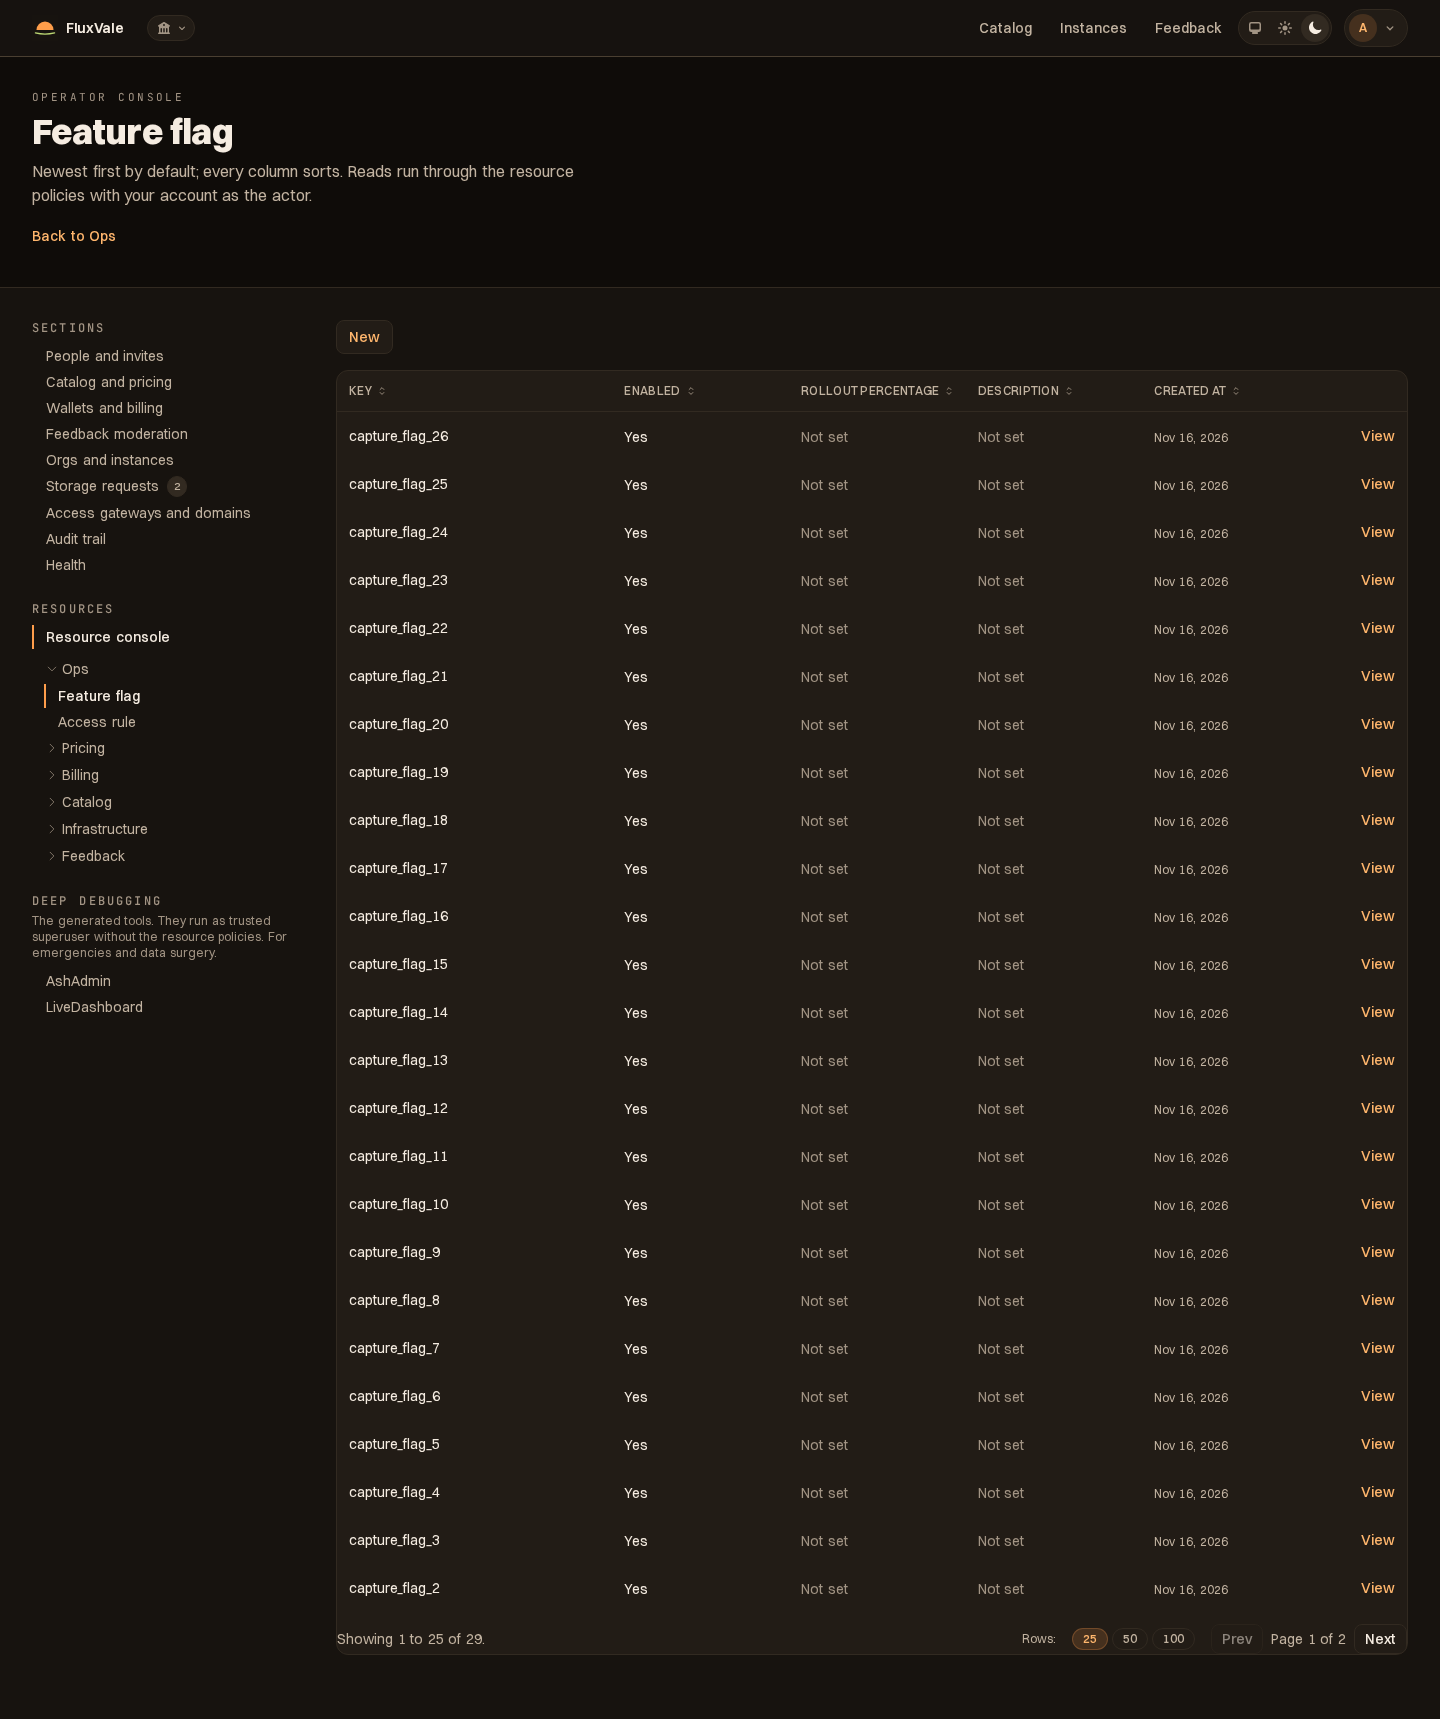 FluxVale
Catalog Instances Feedback A
OPERATOR CONSOLE
Feature flag
Newest first by default; every column sorts. Reads run through the resource
policies with your account as the actor.
Back to Ops
SECTIONS
People and invites
Catalog and pricing
Wallets and billing
Feedback moderation
Orgs and instances
Storage requests 2
Access gateways and domains
Audit trail
Health
RESOURCES
Resource console
Ops
Feature flag
Access rule
Pricing
Billing
Catalog
Infrastructure
Feedback
DEEP DEBUGGING
The generated tools. They run as trusted
superuser without the resource policies. For
emergencies and data surgery.
AshAdmin
LiveDashboard
New
KEY ENABLED ROLLOUT PERCENTAGE DESCRIPTION CREATED AT
capture_flag_26 Yes Not set Not set Nov 16, 2026 View
capture_flag_25 Yes Not set Not set Nov 16, 2026 View
capture_flag_24 Yes Not set Not set Nov 16, 2026 View
capture_flag_23 Yes Not set Not set Nov 16, 2026 View
capture_flag_22 Yes Not set Not set Nov 16, 2026 View
capture_flag_21 Yes Not set Not set Nov 16, 2026 View
capture_flag_20 Yes Not set Not set Nov 16, 2026 View
capture_flag_19 Yes Not set Not set Nov 16, 2026 View
capture_flag_18 Yes Not set Not set Nov 16, 2026 View
capture_flag_17 Yes Not set Not set Nov 16, 2026 View
capture_flag_16 Yes Not set Not set Nov 16, 2026 View
capture_flag_15 Yes Not set Not set Nov 16, 2026 View
capture_flag_14 Yes Not set Not set Nov 16, 2026 View
capture_flag_13 Yes Not set Not set Nov 16, 2026 View
capture_flag_12 Yes Not set Not set Nov 16, 2026 View
capture_flag_11 Yes Not set Not set Nov 16, 2026 View
capture_flag_10 Yes Not set Not set Nov 16, 2026 View
capture_flag_9 Yes Not set Not set Nov 16, 2026 View
capture_flag_8 Yes Not set Not set Nov 16, 2026 View
capture_flag_7 Yes Not set Not set Nov 16, 2026 View
capture_flag_6 Yes Not set Not set Nov 16, 2026 View
capture_flag_5 Yes Not set Not set Nov 16, 2026 View
capture_flag_4 Yes Not set Not set Nov 16, 2026 View
capture_flag_3 Yes Not set Not set Nov 16, 2026 View
capture_flag_2 Yes Not set Not set Nov 16, 2026 View
Showing 1 to 25 of 29. Rows: 25 50 100 Prev Page 1 of 2 Next